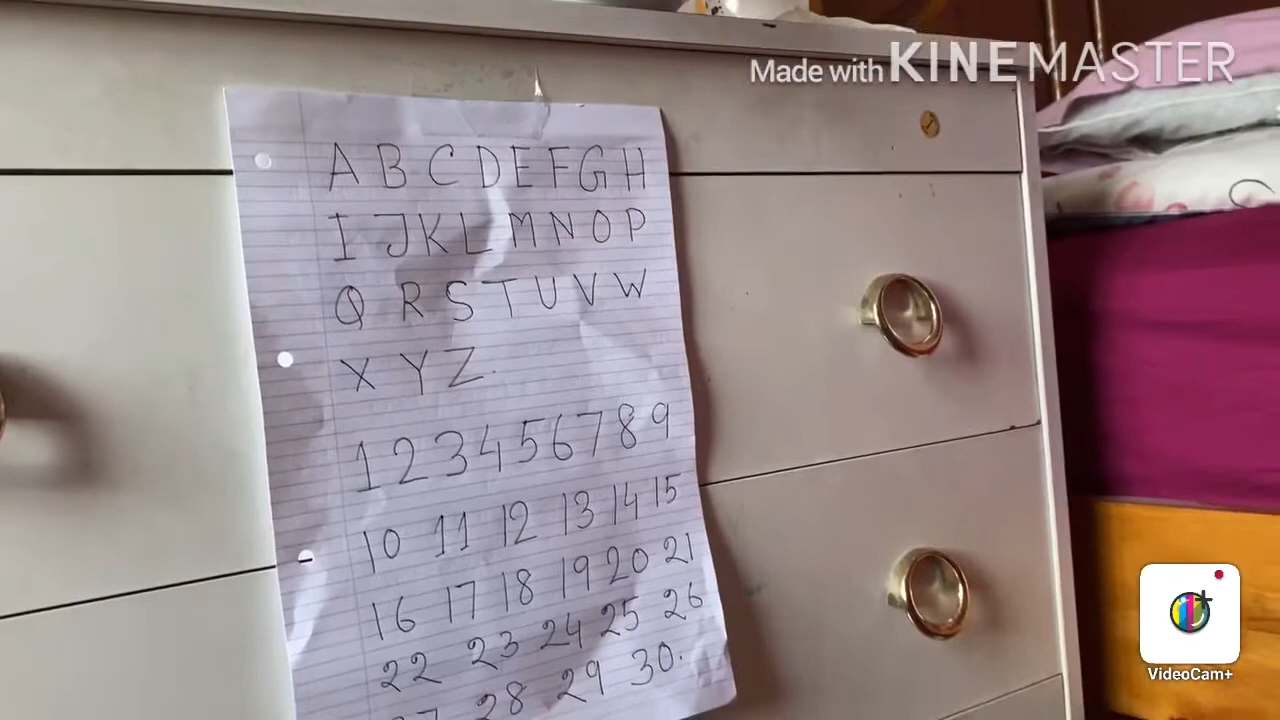 Made with KINEMASTER
A B C D E F G H
I J K L M N O P
Q R S T U V W
X Y Z.
1 2 3 4 5 6 7 8 9
10 11 12 13 14 15
16 17 18 19 20 21
22 23 24 25 26
28 29 30.
VideoCam+